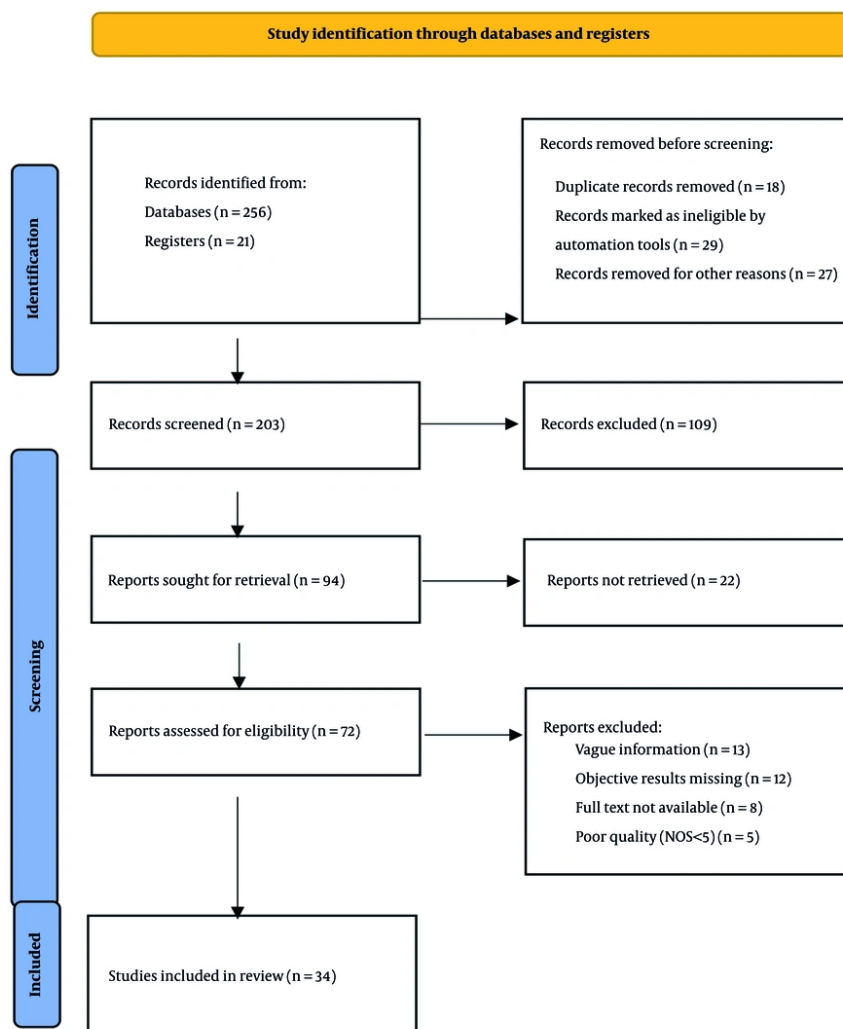 Study identification through databases and registers
Identification
Records identified from:
Databases (n = 256)
Registers (n = 21)
Records removed before screening:
Duplicate records removed (n = 18)
Records marked as ineligible by
automation tools (n = 29)
Records removed for other reasons (n = 27)
Records screened (n = 203)
Records excluded (n = 109)
Screening
Reports sought for retrieval (n = 94)
Reports not retrieved (n = 22)
Reports assessed for eligibility (n = 72)
Reports excluded:
Vague information (n = 13)
Objective results missing (n = 12)
Full text not available (n = 8)
Poor quality (NOS<5) (n = 5)
Included
Studies included in review (n = 34)